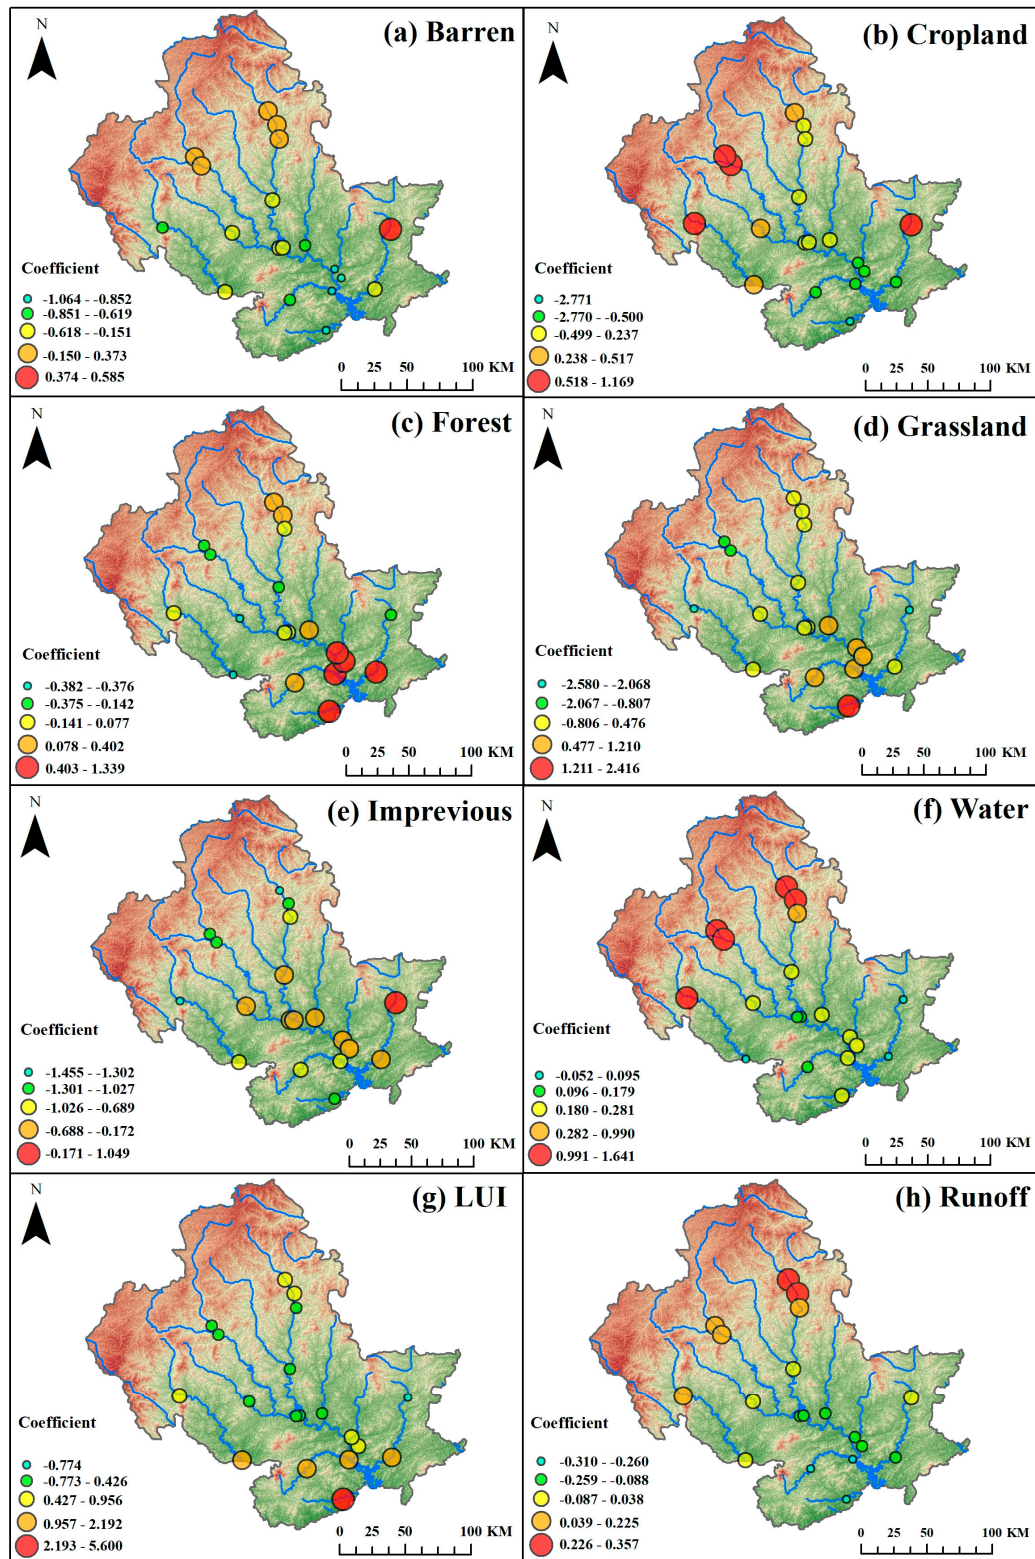 N
(a) Barren
Coefficient
-1.064 - -0.852
-0.851 - -0.619
-0.618 - -0.151
-0.150 - 0.373
0.374 - 0.585
0 25 50 100 KM
(b) Cropland
N
Coefficient
-2.771
-2.770 - -0.500
-0.499 - 0.237
0.238 - 0.517
0.518 - 1.169
0 25 50 100 KM
N
(c) Forest
Coefficient
-0.382 - -0.376
-0.375 - -0.142
-0.141 - 0.077
0.078 - 0.402
0.403 - 1.339
0 25 50 100 KM
N
(d) Grassland
Coefficient
-2.580 - -2.068
-2.067 - -0.807
-0.806 - 0.476
0.477 - 1.210
1.211 - 2.416
0 25 50 100 KM
N
(e) Imprevious
Coefficient
-1.455 - -1.302
-1.301 - -1.027
-1.026 - -0.689
-0.688 - -0.172
-0.171 - 1.049
0 25 50 100 KM
N
(f) Water
Coefficient
-0.052 - 0.095
0.096 - 0.179
0.180 - 0.281
0.282 - 0.990
0.991 - 1.641
0 25 50 100 KM
N
(g) LUI
Coefficient
-0.774
-0.773 - 0.426
0.427 - 0.956
0.957 - 2.192
2.193 - 5.600
0 25 50 100 KM
N
(h) Runoff
Coefficient
-0.310 - -0.260
-0.259 - -0.088
-0.087 - 0.038
0.039 - 0.225
0.226 - 0.357
0 25 50 100 KM